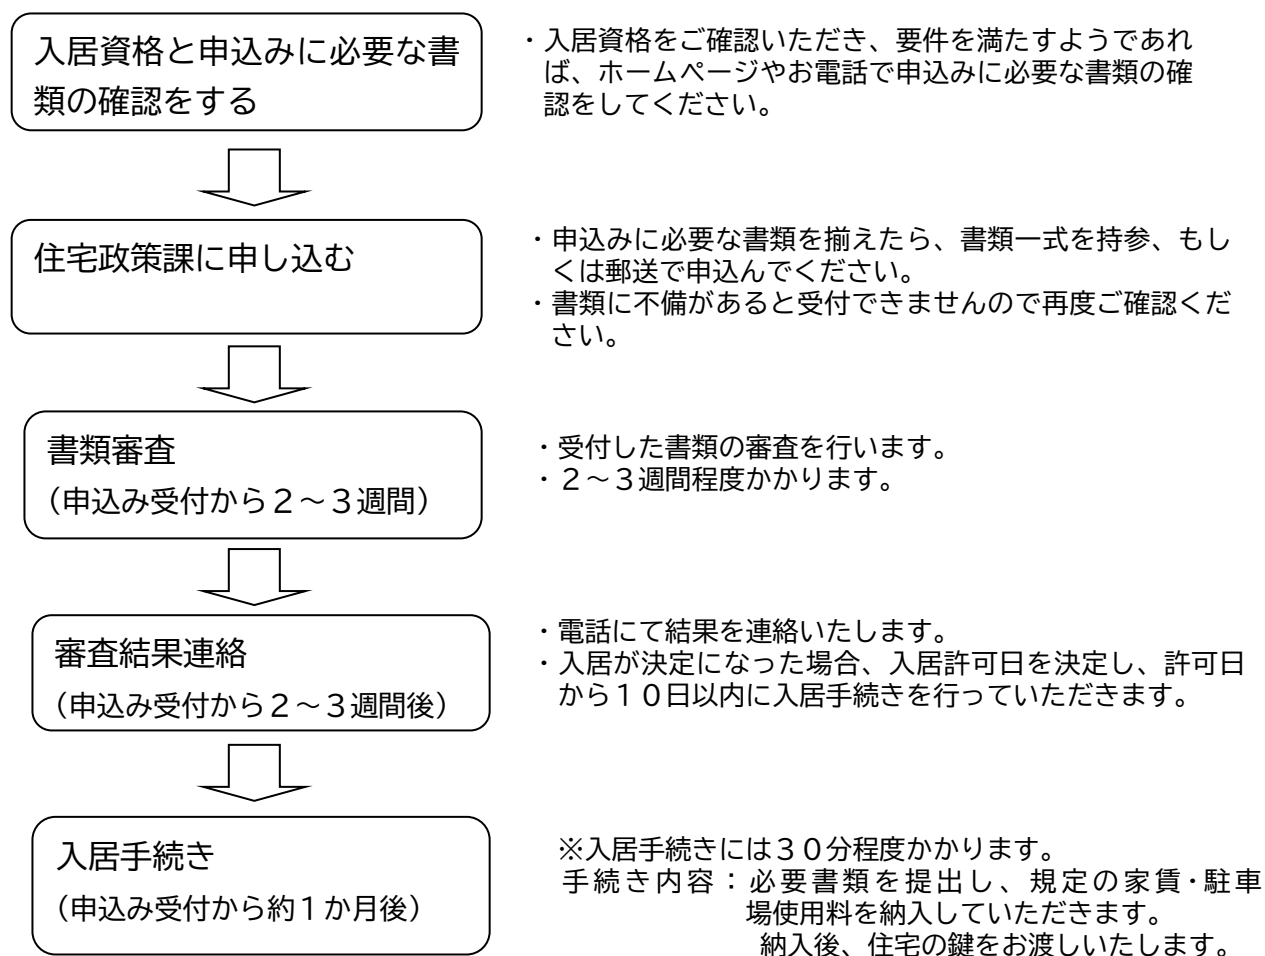 入居資格と申込みに必要な書
類の確認をする
・入居資格をご確認いただき、要件を満たすようであれ
ば、ホームページやお電話で申込みに必要な書類の確
認をしてください。
住宅政策課に申し込む
・申込みに必要な書類を揃えたら、書類一式を持参、もし
くは郵送で申込んでください。
・書類に不備があると受付できませんので再度ご確認くだ
さい。
書類審査
（申込み受付から２～３週間）
・受付した書類の審査を行います。
・２～３週間程度かかります。
審査結果連絡
（申込み受付から２～３週間後）
・電話にて結果を連絡いたします。
・入居が決定になった場合、入居許可日を決定し、許可日
から１０日以内に入居手続きを行っていただきます。
入居手続き
（申込み受付から約１か月後）
※入居手続きには３０分程度かかります。
手続き内容：必要書類を提出し、規定の家賃・駐車
場使用料を納入していただきます。
納入後、住宅の鍵をお渡しいたします。